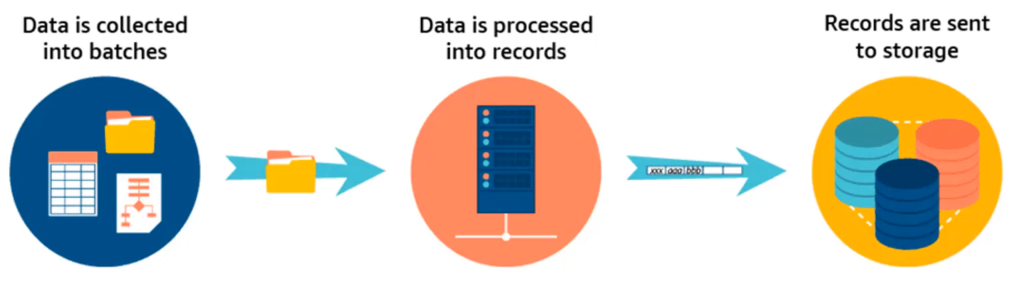 Data is collected
into batches
Data is processed
into records
Records are sent
to storage
xxx aaa bbb